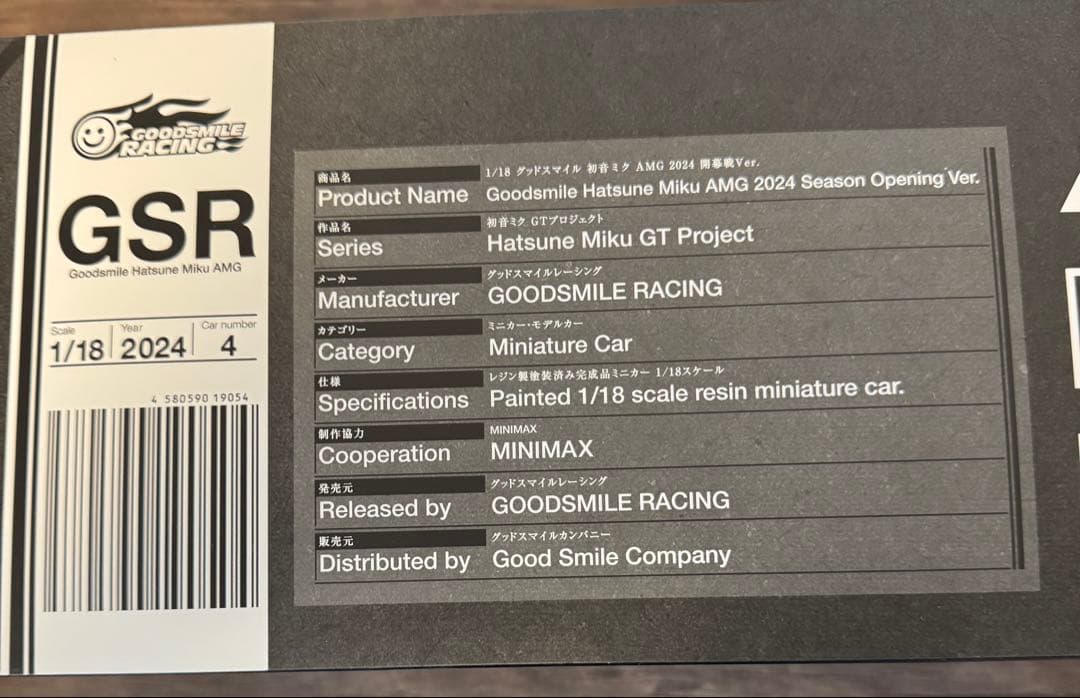 GOODSMILE
RACING
GSR
Goodsmile Hatsune Miku AMG
Scale
1/18
Year
2024
Car number
4
4 580590 19054
商品名
Product Name
1/18 グッドスマイル 初音ミク AMG 2024 開幕戦Ver.
Goodsmile Hatsune Miku AMG 2024 Season Opening Ver.
作品名
Series
初音ミク GTプロジェクト
Hatsune Miku GT Project
メーカー
Manufacturer
グッドスマイルレーシング
GOODSMILE RACING
カテゴリー
Category
ミニカー・モデルカー
Miniature Car
仕様
Specifications
レジン製塗装済み完成品ミニカー 1/18スケール
Painted 1/18 scale resin miniature car.
制作協力
Cooperation
MINIMAX
MINIMAX
発売元
Released by
グッドスマイルレーシング
GOODSMILE RACING
販売元
Distributed by
グッドスマイルカンパニー
Good Smile Company